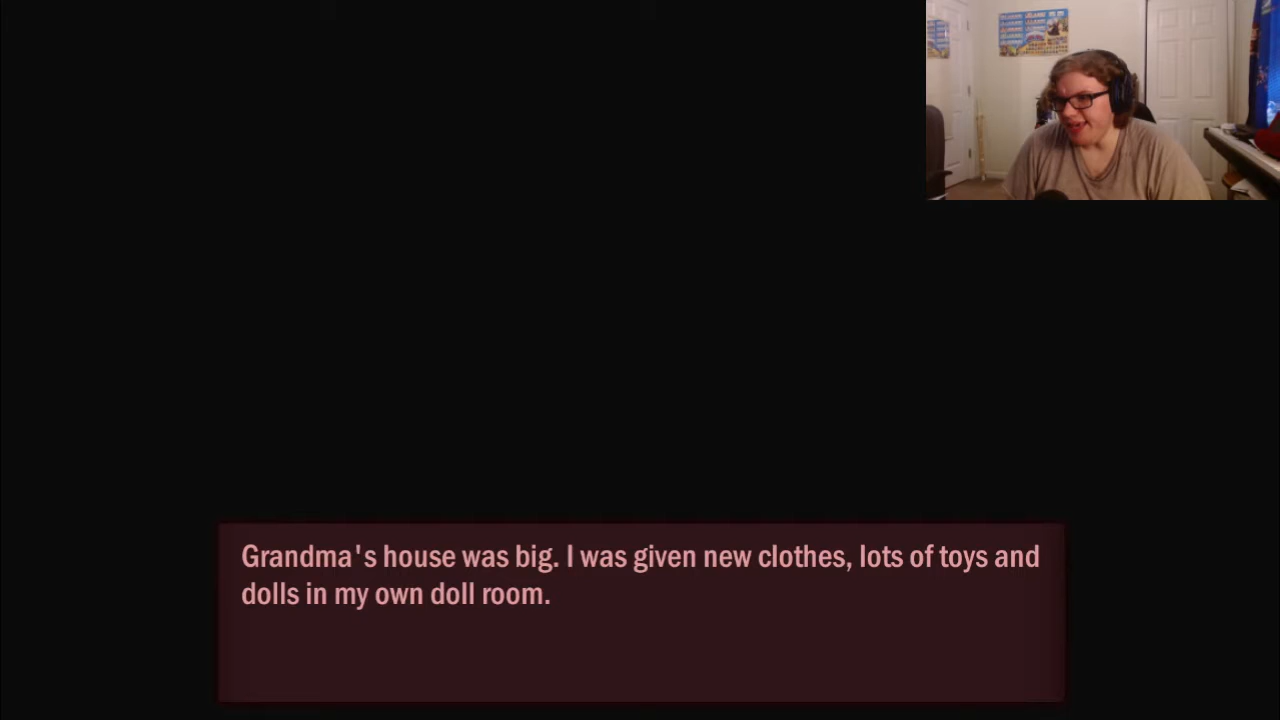 Grandma's house was big. I was given new clothes, lots of toys and
dolls in my own doll room.